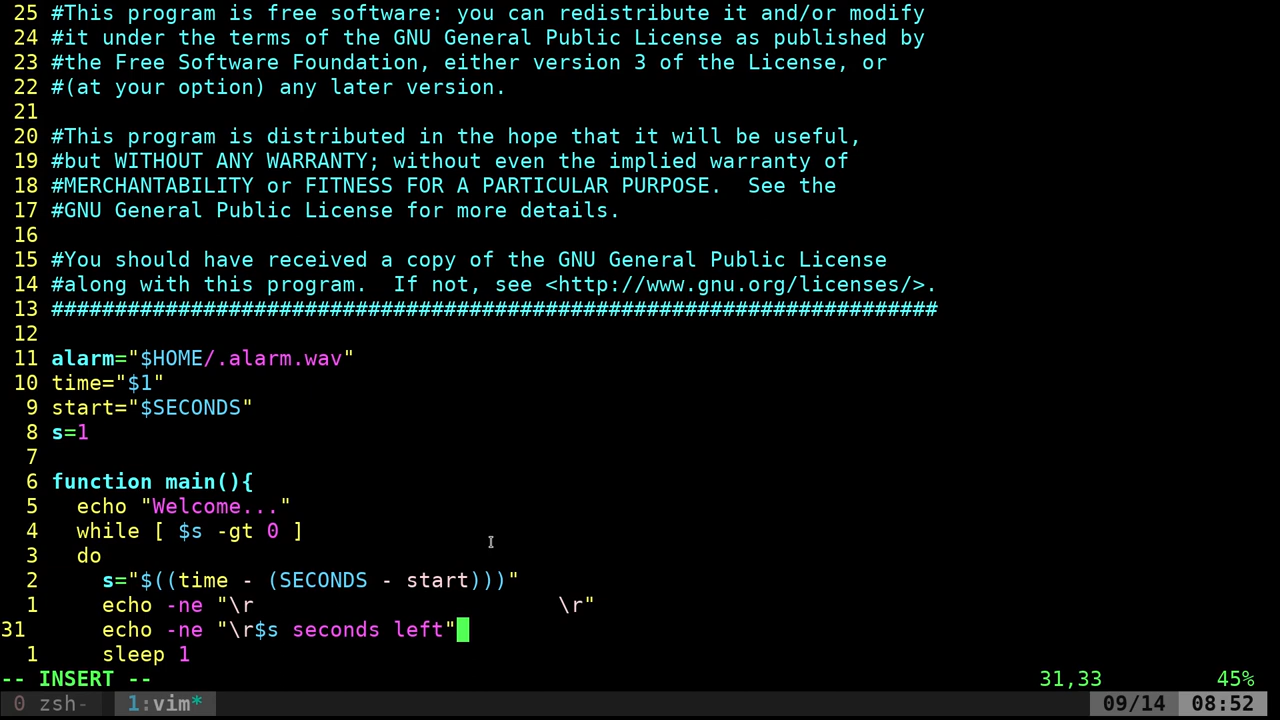 25 #This program is free software: you can redistribute it and/or modify
24 #it under the terms of the GNU General Public License as published by
23 #the Free Software Foundation, either version 3 of the License, or
22 #(at your option) any later version.
21
20 #This program is distributed in the hope that it will be useful,
19 #but WITHOUT ANY WARRANTY; without even the implied warranty of
18 #MERCHANTABILITY or FITNESS FOR A PARTICULAR PURPOSE.  See the
17 #GNU General Public License for more details.
16
15 #You should have received a copy of the GNU General Public License
14 #along with this program.  If not, see <http://www.gnu.org/licenses/>.
13 ######################################################################
12
11 alarm="$HOME/.alarm.wav"
10 time="$1"
 9 start="$SECONDS"
 8 s=1
 7
 6 function main(){
 5   echo "Welcome..."
 4   while [ $s -gt 0 ]
 3   do
 2     s="$((time - (SECONDS - start)))"
 1     echo -ne "\r                        \r"
31     echo -ne "\r$s seconds left"
 1     sleep 1
-- INSERT -- 31,33 45%
0 zsh- 1:vim* 09/14 08:52